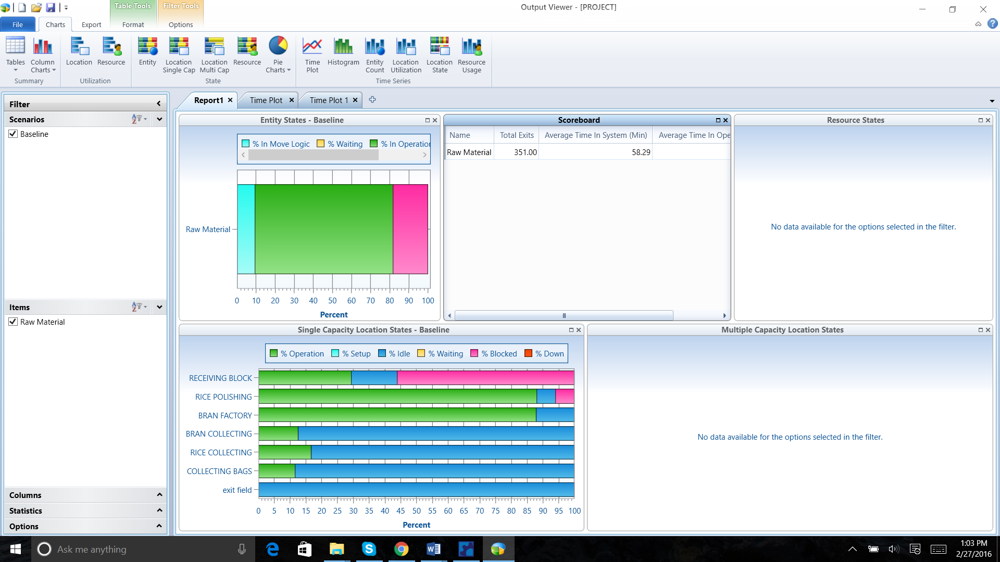 Table Tools
Filter Tools
Output Viewer - [PROJECT]
File
Charts
Export
Format
Options
Tables
Column Charts
Location
Resource
Entity
Location Single Cap
Location Multi Cap
Resource
Pie Charts
Time Plot
Histogram
Entity Count
Location Utilization
Location State
Resource Usage
Summary
Utilization
State
Time Series
Filter
Scenarios
Baseline
Items
Raw Material
Columns
Statistics
Options
Report1
Time Plot
Time Plot 1
Entity States - Baseline
% In Move Logic
% Waiting
% In Operation
Raw Material
0 10 20 30 40 50 60 70 80 90 100
Percent
Scoreboard
Name Total Exits Average Time In System (Min) Average Time In Ope
Raw Material 351.00 58.29
Resource States
No data available for the options selected in the filter.
Single Capacity Location States - Baseline
% Operation % Setup % Idle % Waiting % Blocked % Down
RECEIVING BLOCK
RICE POLISHING
BRAN FACTORY
BRAN COLLECTING
RICE COLLECTING
COLLECTING BAGS
exit field
0 5 10 15 20 25 30 35 40 45 50 55 60 65 70 75 80 85 90 95 100
Percent
Multiple Capacity Location States
No data available for the options selected in the filter.
Ask me anything
1:03 PM
2/27/2016